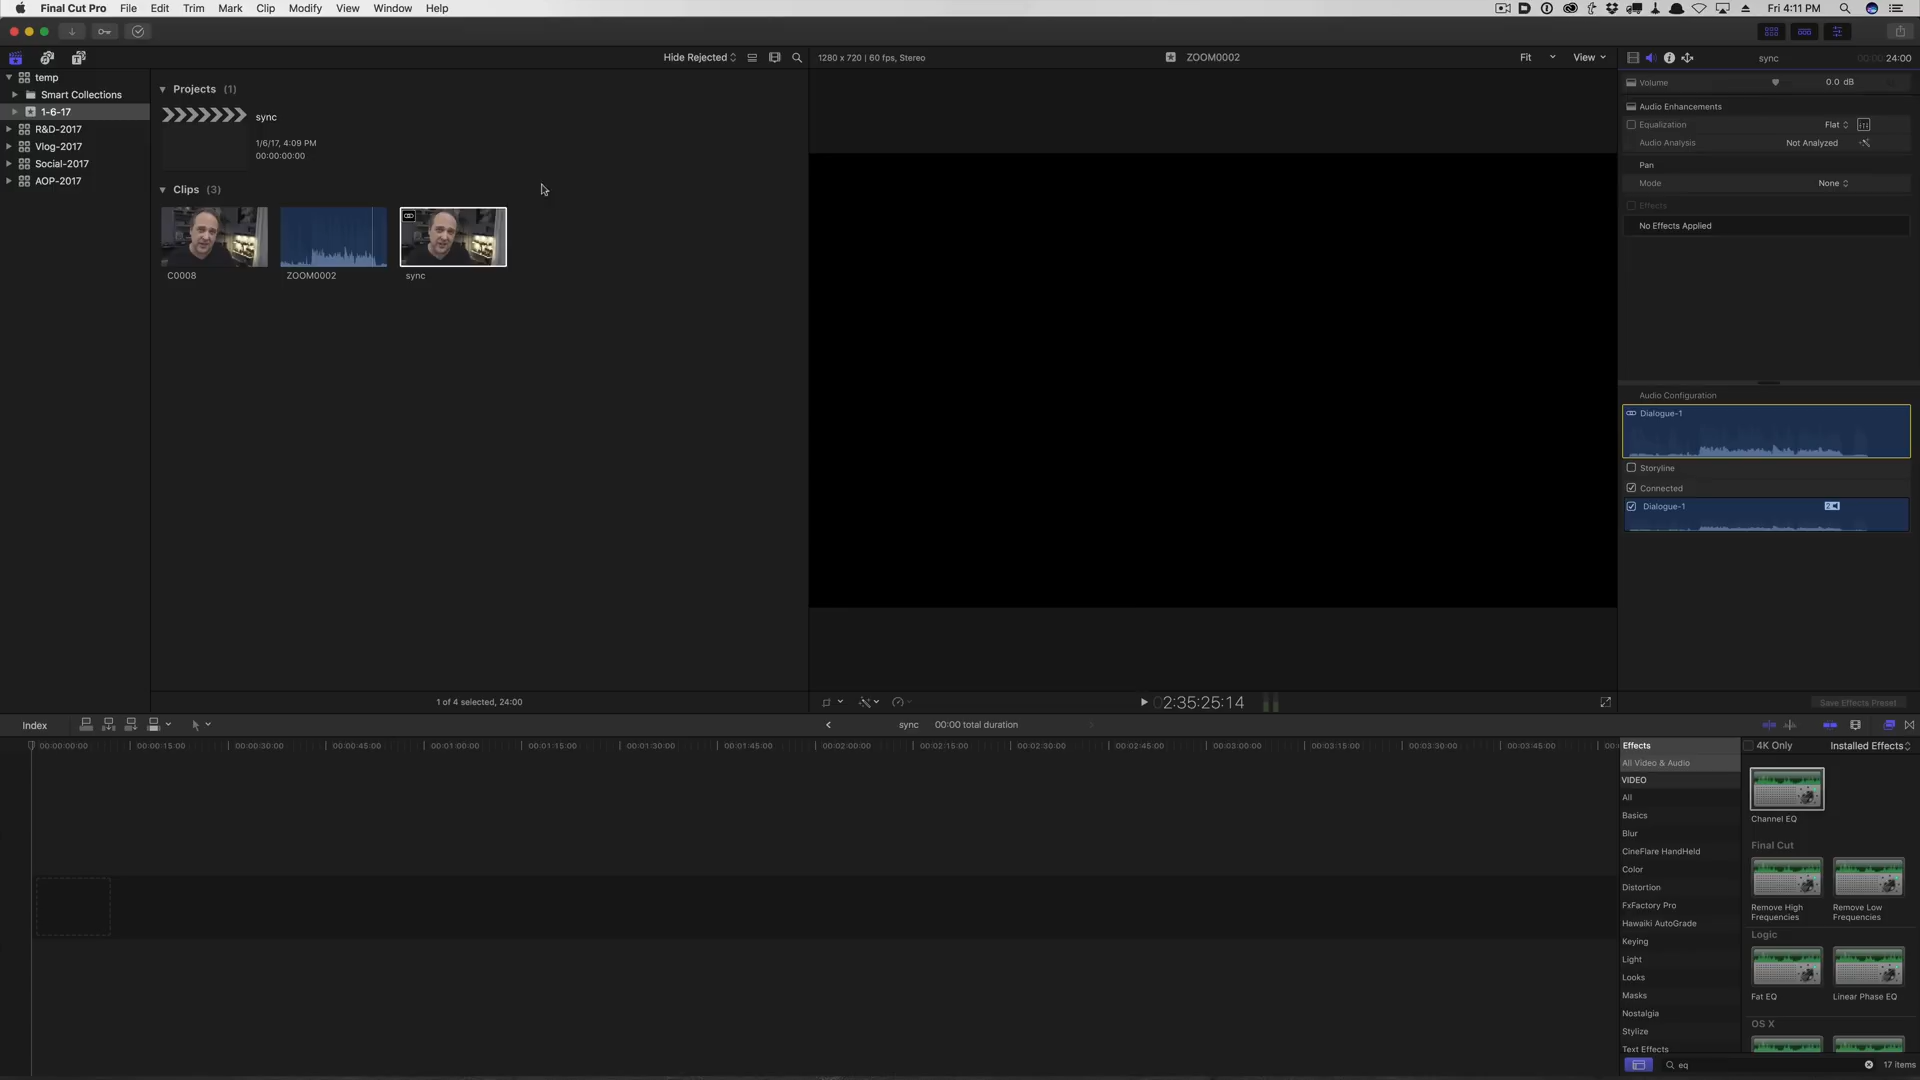 Final Cut Pro File Edit Trim Mark Clip Modify View Window Help
Fri 4:11 PM
Hide Rejected
1280 x 720 | 60 fps, Stereo
ZOOM0002
Fit
View
sync
24:00
temp
Smart Collections
1-6-17
R&D-2017
Vlog-2017
Social-2017
AOP-2017
Projects (1)
sync
1/6/17, 4:09 PM
00:00:00:00
Clips (3)
C0008
ZOOM0002
sync
1 of 4 selected, 24:00
2:35:25:14
Volume
0.0 dB
Audio Enhancements
Equalization
Flat
Audio Analysis
Not Analyzed
Pan
Mode
None
Effects
No Effects Applied
Audio Configuration
Dialogue-1
Storyline
Connected
Dialogue-1
Save Effects Preset
Index
sync
00:00 total duration
00:00:00:00
00:00:15:00
00:00:30:00
00:00:45:00
00:01:00:00
00:01:15:00
00:01:30:00
00:01:45:00
00:02:00:00
00:02:15:00
00:02:30:00
00:02:45:00
00:03:00:00
00:03:15:00
00:03:30:00
00:03:45:00
Effects
4K Only
Installed Effects
All Video & Audio
VIDEO
All
Basics
Blur
CineFlare HandHeld
Color
Distortion
FxFactory Pro
Hawaiki AutoGrade
Keying
Light
Looks
Masks
Nostalgia
Stylize
Text Effects
Channel EQ
Final Cut
Remove High Frequencies
Remove Low Frequencies
Logic
Fat EQ
Linear Phase EQ
OS X
eq
17 items